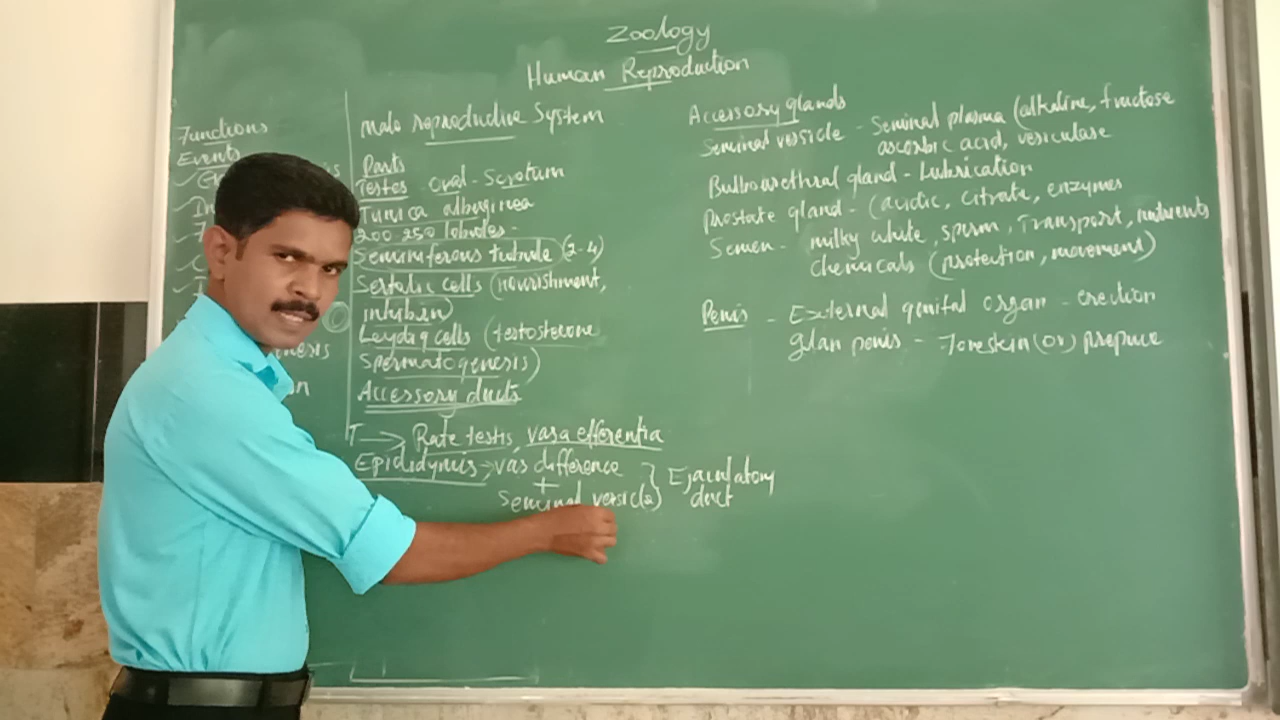 Zoology
Human Reproduction
Functions
Events
Male reproductive System
Parts
Testes - Oval - Scrotum
Tunica alberginea
200-250 lobules -
Seminiferous tubule (2-4)
Sertolic cells (nourishment,
inhibin)
Leydig cells (testosterone
Spermatogenesis)
Accessory ducts
T → Rate testis, vasa efferentia
Epididymis → vas difference
+
Seminal vesicle } Ejaculatory
duct
Accessory glands
Seminal vesicle - Seminal plasma (alkaline, fructose
ascorbic acid, vesiculase
Bulbourethral gland - Lubrication
Prostate gland - (acidic, citrate, enzymes
Semen - milky white, sperm, Transport, nutrients
Chemicals (protection, movement)
Penis - External genital organ - erection
glan penis - Foreskin (or) prepuce